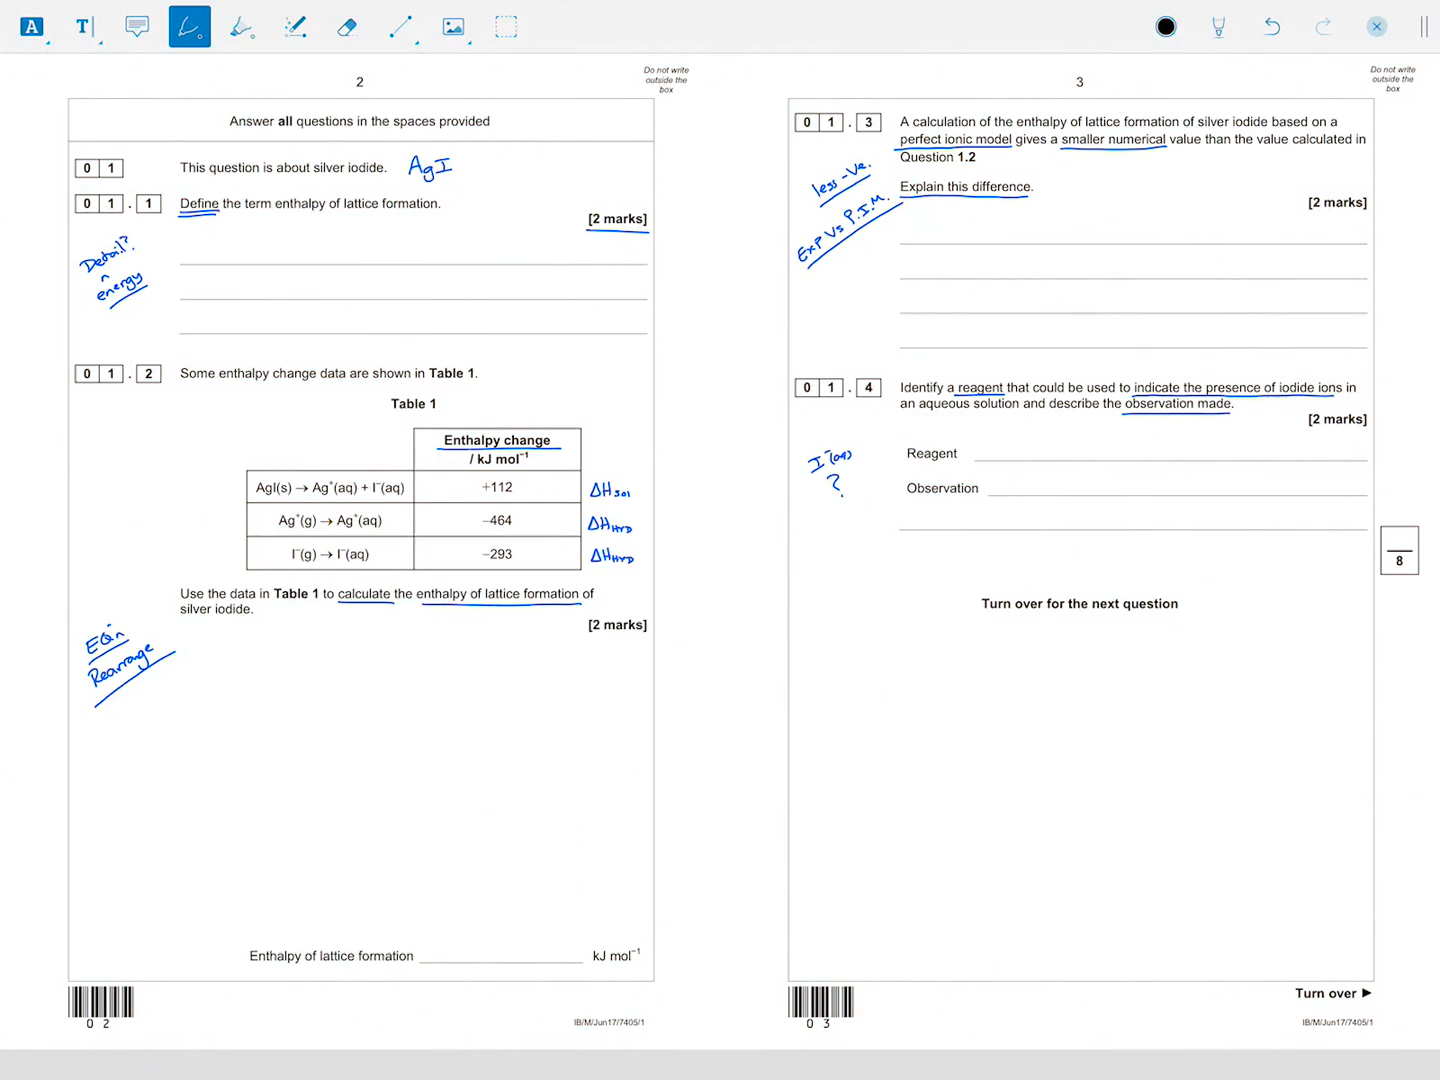 A T
2
Do not write
outside the
box
Answer all questions in the spaces provided
0 1 This question is about silver iodide. AgI
0 1 . 1 Define the term enthalpy of lattice formation.
[2 marks]
Detail?
energy
0 1 . 2 Some enthalpy change data are shown in Table 1.
Table 1
Enthalpy change
/ kJ mol⁻¹
AgI(s) → Ag⁺(aq) + I⁻(aq) +112 ΔHsol
Ag⁺(g) → Ag⁺(aq) –464 ΔHHYD
I⁻(g) → I⁻(aq) –293 ΔHHYD
Use the data in Table 1 to calculate the enthalpy of lattice formation of
silver iodide.
[2 marks]
EQn
Rearrange
Enthalpy of lattice formation kJ mol⁻¹
0 2
IB/M/Jun17/7405/1
3
Do not write
outside the
box
0 1 . 3 A calculation of the enthalpy of lattice formation of silver iodide based on a
perfect ionic model gives a smaller numerical value than the value calculated in
Question 1.2
less -ve.
Explain this difference.
[2 marks]
Exp Vs P.I.M.
0 1 . 4 Identify a reagent that could be used to indicate the presence of iodide ions in
an aqueous solution and describe the observation made.
[2 marks]
I⁻(aq)
?
Reagent
Observation
8
Turn over for the next question
Turn over ►
0 3
IB/M/Jun17/7405/1